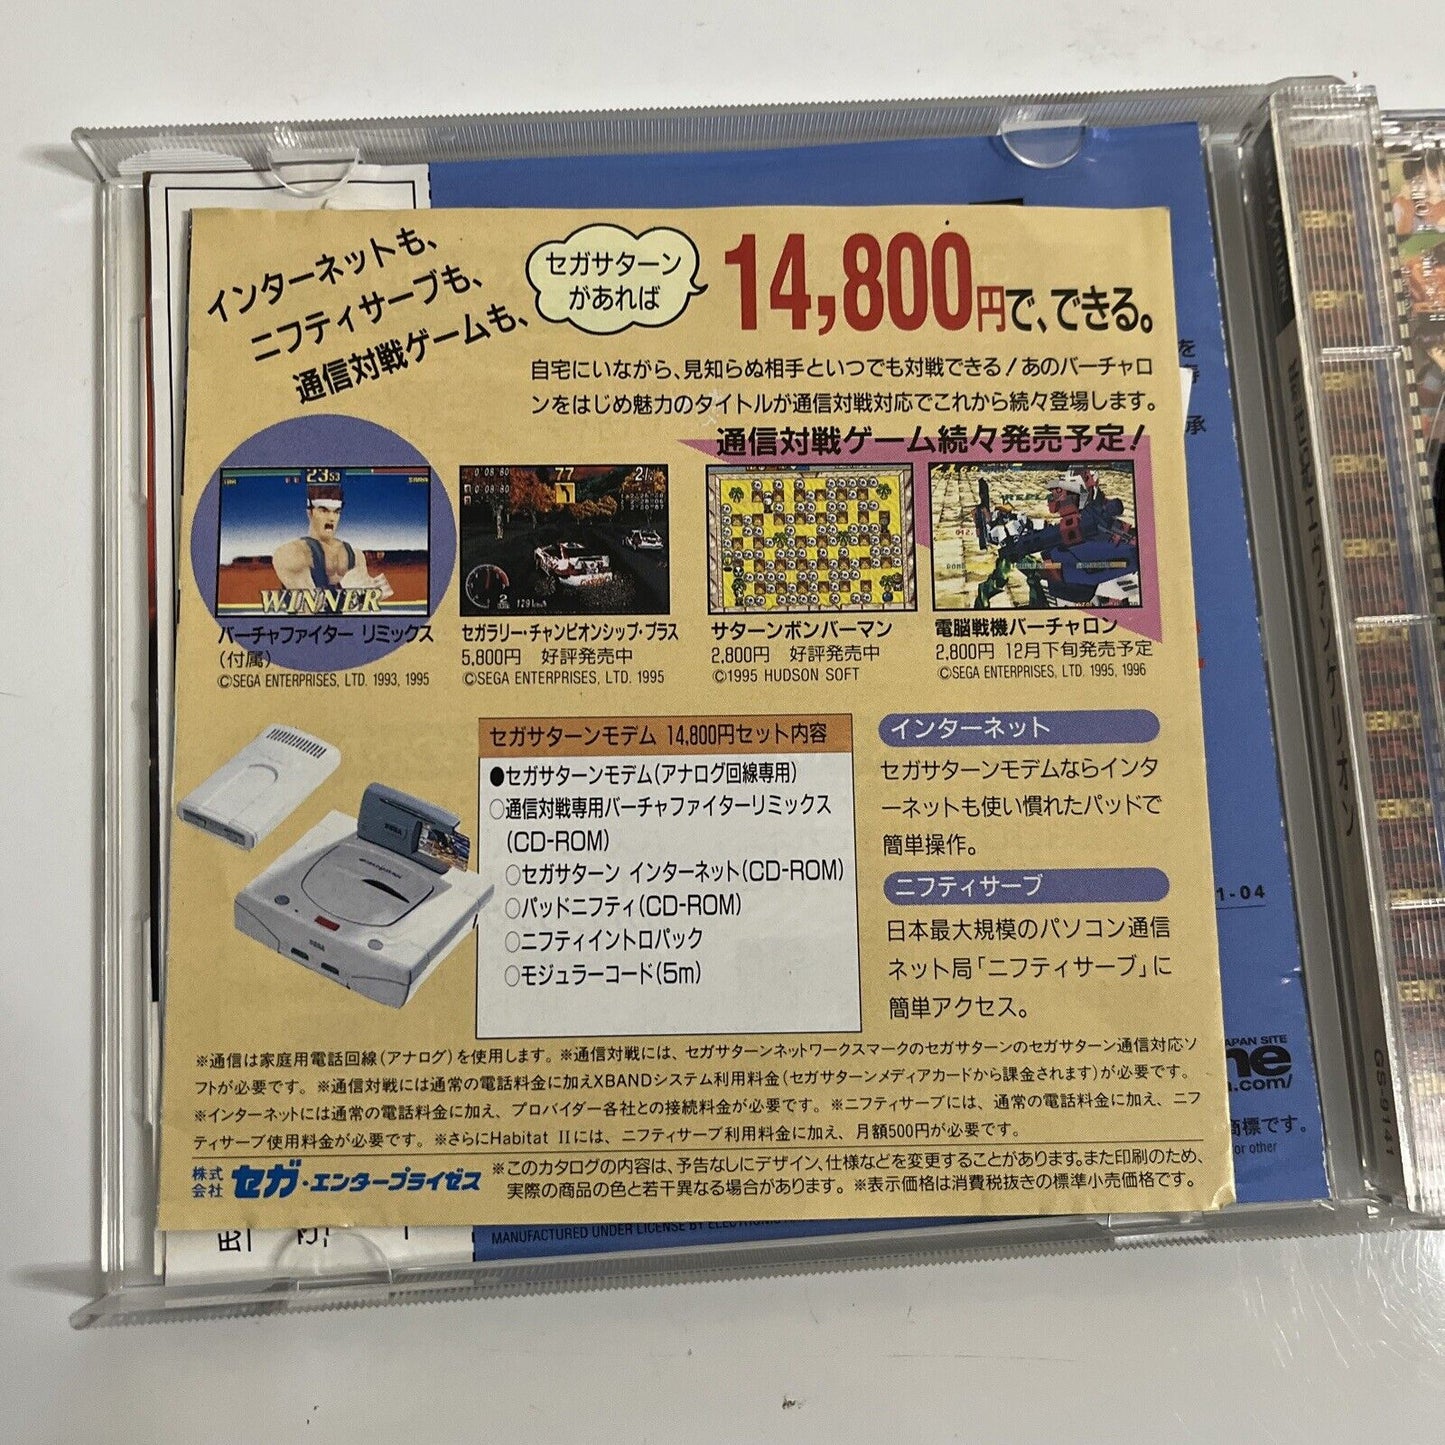 インターネットも、
ニフティサーブも、
通信対戦ゲームも、
セガサターン
があれば
14,800円で、できる。
自宅にいながら、見知らぬ相手といつでも対戦できる！あのバーチャロ
ンをはじめ魅力のタイトルが通信対戦対応でこれから続々登場します。
通信対戦ゲーム続々発売予定！
23 53
WINNER
バーチャファイター リミックス
（付属）
©SEGA ENTERPRISES, LTD. 1993, 1995
77
セガラリー・チャンピオンシップ・プラス
5,800円 好評発売中
©SEGA ENTERPRISES, LTD. 1995
サターンボンバーマン
2,800円 好評発売中
©1995 HUDSON SOFT
電脳戦機バーチャロン
2,800円 12月下旬発売予定
©SEGA ENTERPRISES, LTD. 1995, 1996
セガサターンモデム 14,800円セット内容
●セガサターンモデム（アナログ回線専用）
○通信対戦専用バーチャファイターリミックス
（CD-ROM）
○セガサターン インターネット（CD-ROM）
○パッドニフティ（CD-ROM）
○ニフティイントロパック
○モジュラーコード（5m）
インターネット
セガサターンモデムならインタ
ーネットも使い慣れたパッドで
簡単操作。
ニフティサーブ
日本最大規模のパソコン通信
ネット局「ニフティサーブ」に
簡単アクセス。
※通信は家庭用電話回線（アナログ）を使用します。※通信対戦には、セガサターンネットワークスマークのセガサターンのセガサターン通信対応ソ
フトが必要です。※通信対戦には通常の電話料金に加えXBANDシステム利用料金（セガサターンメディアカードから課金されます）が必要です。
※インターネットには通常の電話料金に加え、プロバイダー各社との接続料金が必要です。※ニフティサーブには、通常の電話料金に加え、ニフ
ティサーブ使用料金が必要です。※さらにHabitat IIには、ニフティサーブ利用料金に加え、月額500円が必要です。
株式会社 セガ・エンタープライゼス
※このカタログの内容は、予告なしにデザイン、仕様などを変更することがあります。また印刷のため、
実際の商品の色と若干異なる場合があります。※表示価格は消費税抜きの標準小売価格です。
MANUFACTURED UNDER LICENSE BY
1-04
JAPAN SITE
.com/
商標です。
or other
GS-9141